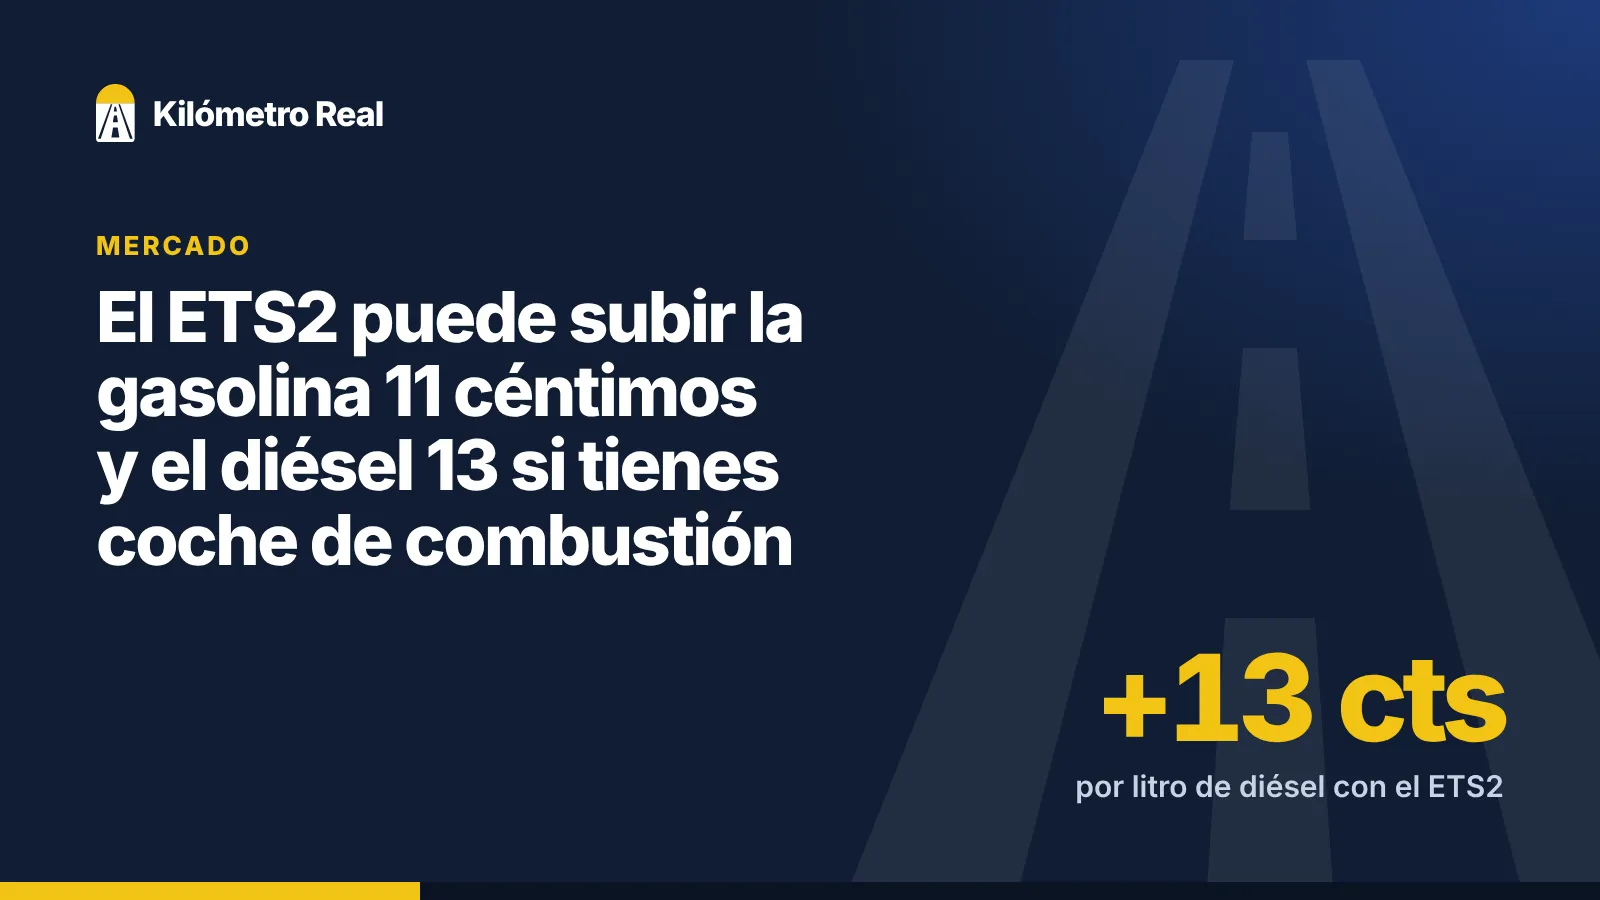 Kilómetro Real
MERCADO
El ETS2 puede subir la
gasolina 11 céntimos
y el diésel 13 si tienes
coche de combustión
+13 cts
por litro de diésel con el ETS2